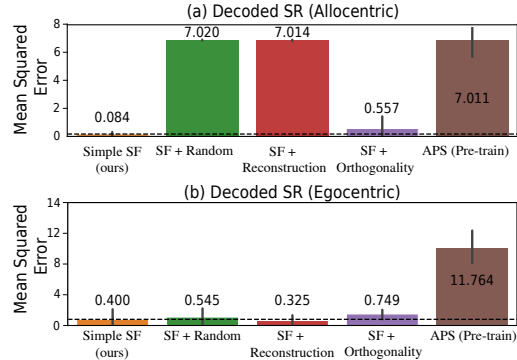 (a) Decoded SR (Allocentric)
Mean Squared
Error
8
6
4
2
0
0.084
7.020
7.014
0.557
7.011
Simple SF
(ours)
SF + Random
SF +
Reconstruction
SF +
Orthogonality
APS (Pre-train)
(b) Decoded SR (Egocentric)
Mean Squared
Error
14
12
8
4
0
0.400
0.545
0.325
0.749
11.764
Simple SF
(ours)
SF + Random
SF +
Reconstruction
SF +
Orthogonality
APS (Pre-train)